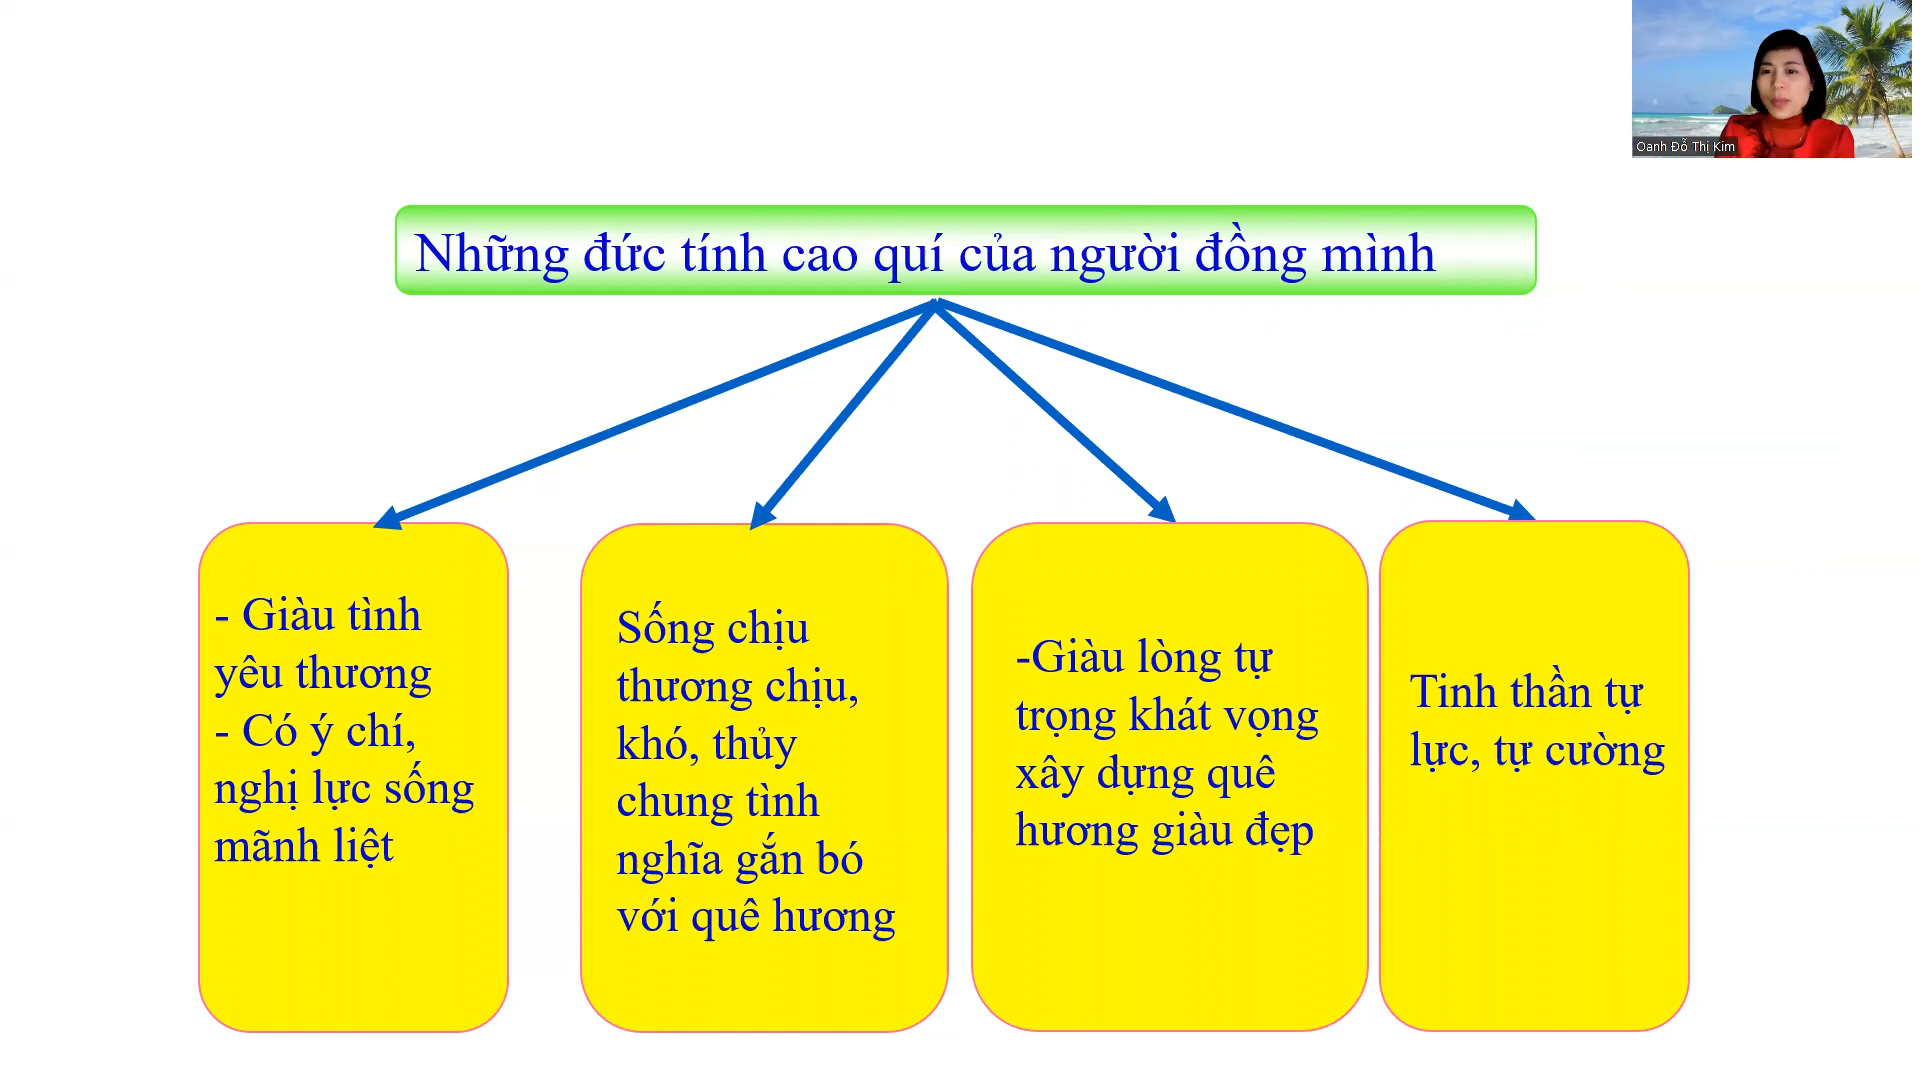 Oanh Đỗ Thị Kim
Những đức tính cao quí của người đồng mình
- Giàu tình
yêu thương
- Có ý chí,
nghị lực sống
mãnh liệt
Sống chịu
thương chịu,
khó, thủy
chung tình
nghĩa gắn bó
với quê hương
-Giàu lòng tự
trọng khát vọng
xây dựng quê
hương giàu đẹp
Tinh thần tự
lực, tự cường